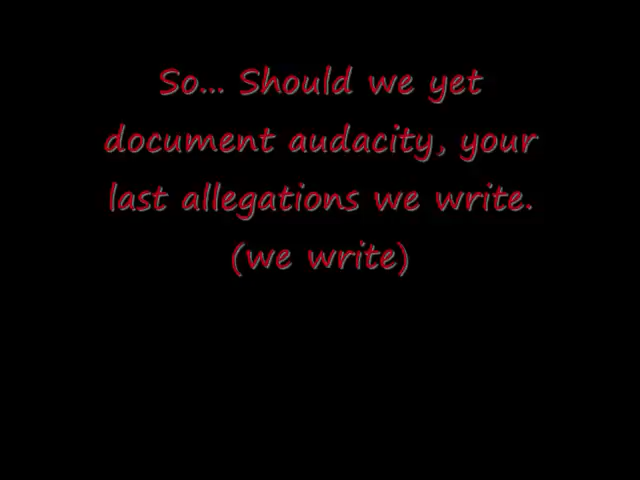 So... Should we yet
document audacity, your
last allegations we write.
(we write)